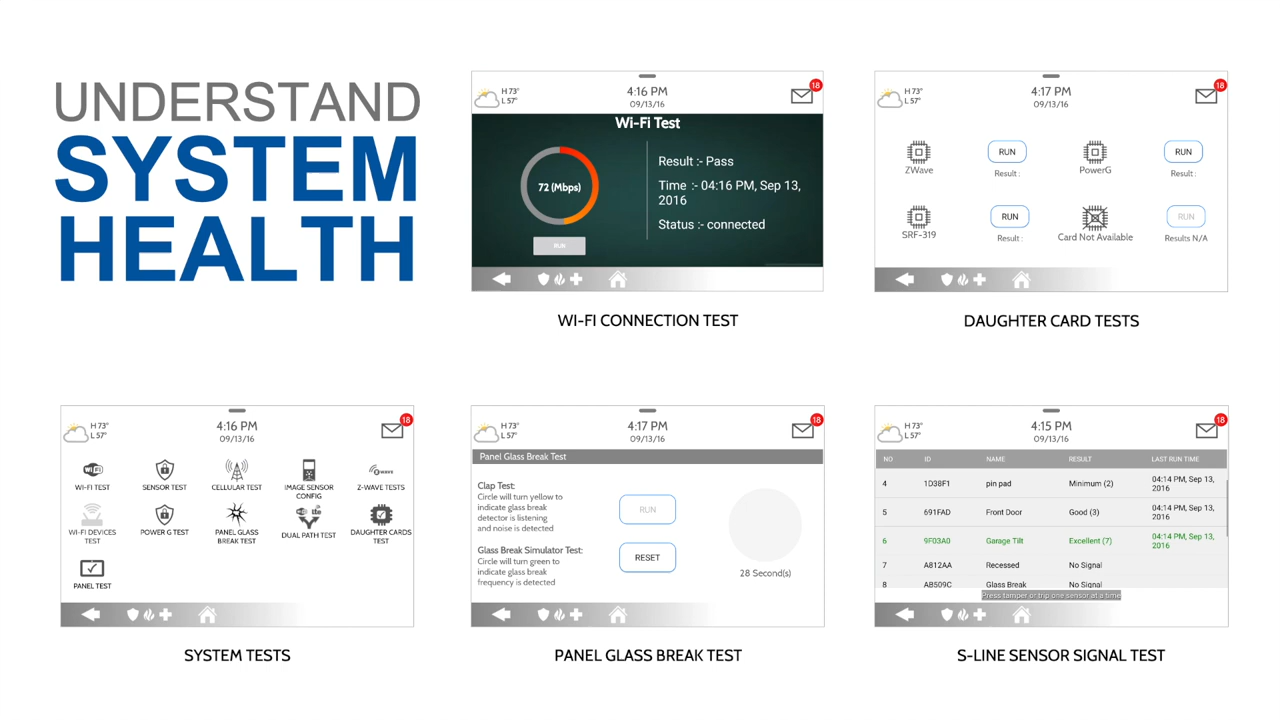 UNDERSTAND
SYSTEM
HEALTH
H 73°
L 57°
4:16 PM
09/13/16
18
Wi-Fi Test
72 (Mbps)
RUN
Result :- Pass
Time :- 04:16 PM, Sep 13,
2016
Status :- connected
WI-FI CONNECTION TEST
H 73°
L 57°
4:17 PM
09/13/16
18
ZWave
RUN
Result :
PowerG
RUN
Result :
SRF-319
RUN
Result :
Card Not Available
RUN
Results N/A
DAUGHTER CARD TESTS
H 73°
L 57°
4:16 PM
09/13/16
18
WiFi
WI-FI TEST
SENSOR TEST
CELLULAR TEST
IMAGE SENSOR
CONFIG
Z-WAVE TESTS
WI-FI DEVICES
TEST
POWER G TEST
PANEL GLASS
BREAK TEST
DUAL PATH TEST
DAUGHTER CARDS
TEST
PANEL TEST
SYSTEM TESTS
H 73°
L 57°
4:17 PM
09/13/16
18
Panel Glass Break Test
Clap Test:
Circle will turn yellow to
indicate glass break
detector is listening
and noise is detected
RUN
Glass Break Simulator Test:
Circle will turn green to
indicate glass break
frequency is detected
RESET
28 Second(s)
PANEL GLASS BREAK TEST
H 73°
L 57°
4:15 PM
09/13/16
18
NO ID NAME RESULT LAST RUN TIME
4 1D38F1 pin pad Minimum (2) 04:14 PM, Sep 13,
2016
5 691FAD Front Door Good (3) 04:14 PM, Sep 13,
2016
6 9F03A0 Garage Tilt Excellent (7) 04:14 PM, Sep 13,
2016
7 A812AA Recessed No Signal
8 AB509C Glass Break No Signal
Press tamper or trip one sensor at a time
S-LINE SENSOR SIGNAL TEST